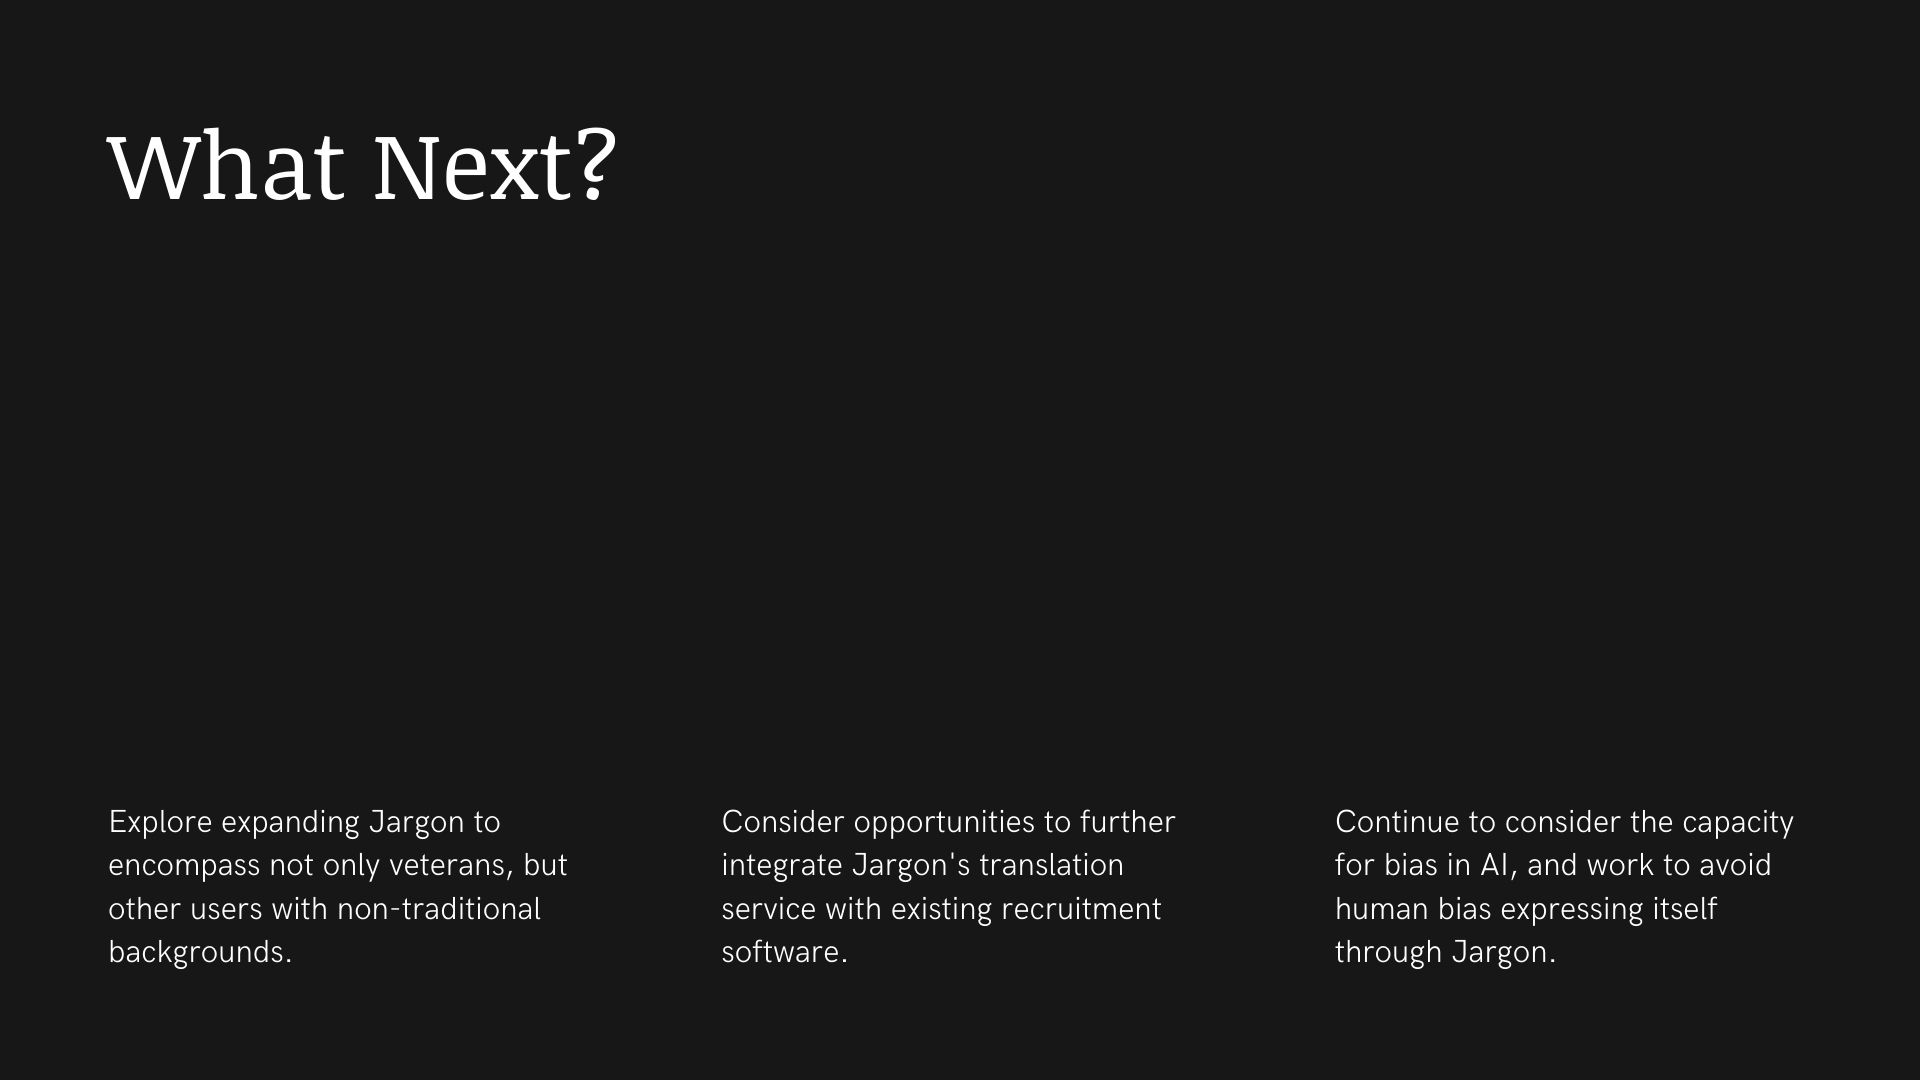 What Next?
Explore expanding Jargon to
encompass not only veterans, but
other users with non-traditional
backgrounds.
Consider opportunities to further
integrate Jargon's translation
service with existing recruitment
software.
Continue to consider the capacity
for bias in AI, and work to avoid
human bias expressing itself
through Jargon.